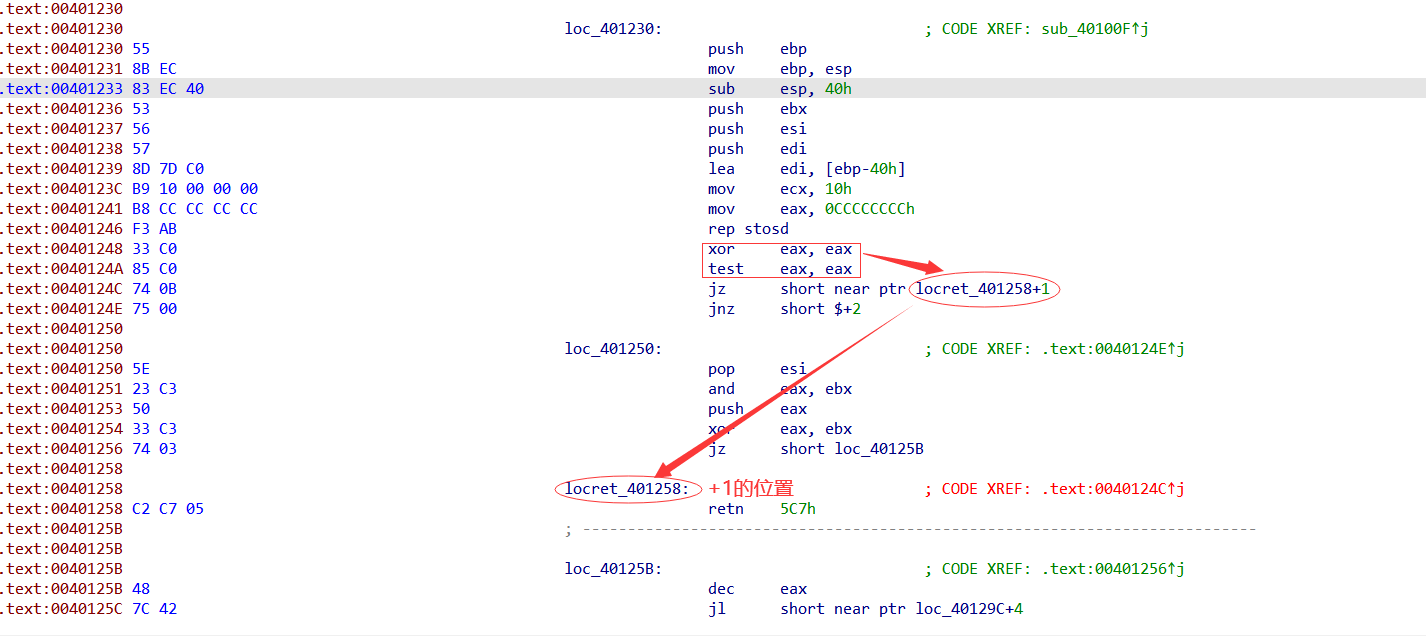 .text:00401230
.text:00401230 loc_401230: ; CODE XREF: sub_40100F↑j
.text:00401230 55 push ebp
.text:00401231 8B EC mov ebp, esp
.text:00401233 83 EC 40 sub esp, 40h
.text:00401236 53 push ebx
.text:00401237 56 push esi
.text:00401238 57 push edi
.text:00401239 8D 7D C0 lea edi, [ebp-40h]
.text:0040123C B9 10 00 00 00 mov ecx, 10h
.text:00401241 B8 CC CC CC CC mov eax, 0CCCCCCCCh
.text:00401246 F3 AB rep stosd
.text:00401248 33 C0 xor eax, eax
.text:0040124A 85 C0 test eax, eax
.text:0040124C 74 0B jz short near ptr locret_401258+1
.text:0040124E 75 00 jnz short $+2
.text:00401250
.text:00401250 loc_401250: ; CODE XREF: .text:0040124E↑j
.text:00401250 5E pop esi
.text:00401251 23 C3 and eax, ebx
.text:00401253 50 push eax
.text:00401254 33 C3 xor eax, ebx
.text:00401256 74 03 jz short loc_40125B
.text:00401258
.text:00401258 locret_401258: +1的位置 ; CODE XREF: .text:0040124C↑j
.text:00401258 C2 C7 05 retn 5C7h
.text:0040125B ; ---------------------------------------------------------------------------
.text:0040125B
.text:0040125B loc_40125B: ; CODE XREF: .text:00401256↑j
.text:0040125B 48 dec eax
.text:0040125C 7C 42 jl short near ptr loc_40129C+4